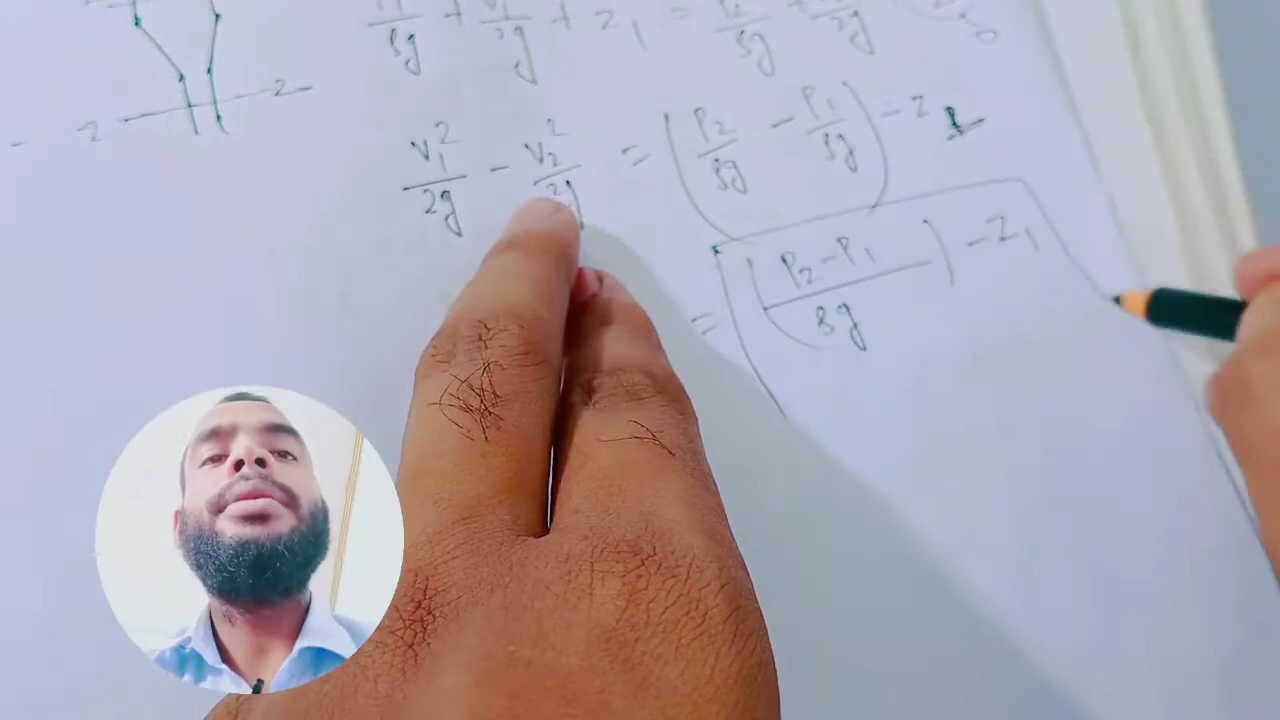 P₁/ρg + V₁²/2g + z₁ = P₂/ρg + V₂²/2g
z z
V₁²/2g - V₂²/2g = (P₂/ρg - P₁/ρg) - z₁
= ((P₂-P₁)/ρg) - z₁